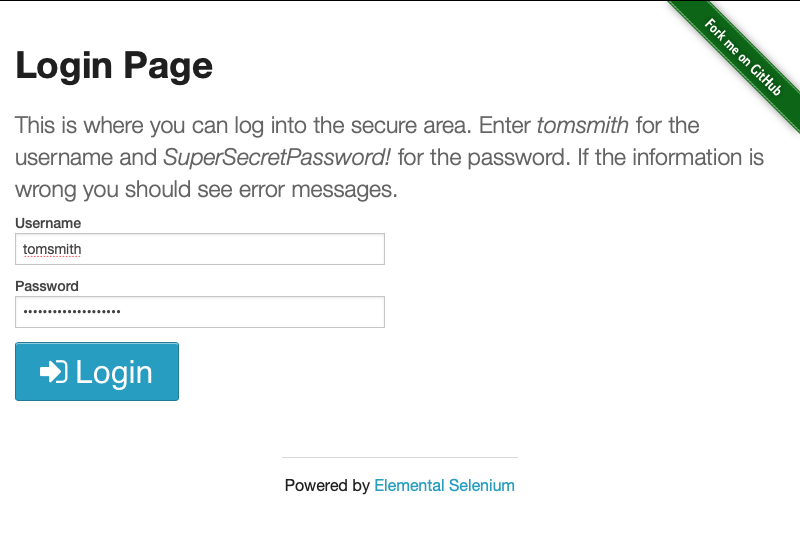 Fork me on GitHub
Login Page
This is where you can log into the secure area. Enter tomsmith for the
username and SuperSecretPassword! for the password. If the information is
wrong you should see error messages.
Username
tomsmith
Password
••••••••••••••••••••
Login
Powered by Elemental Selenium